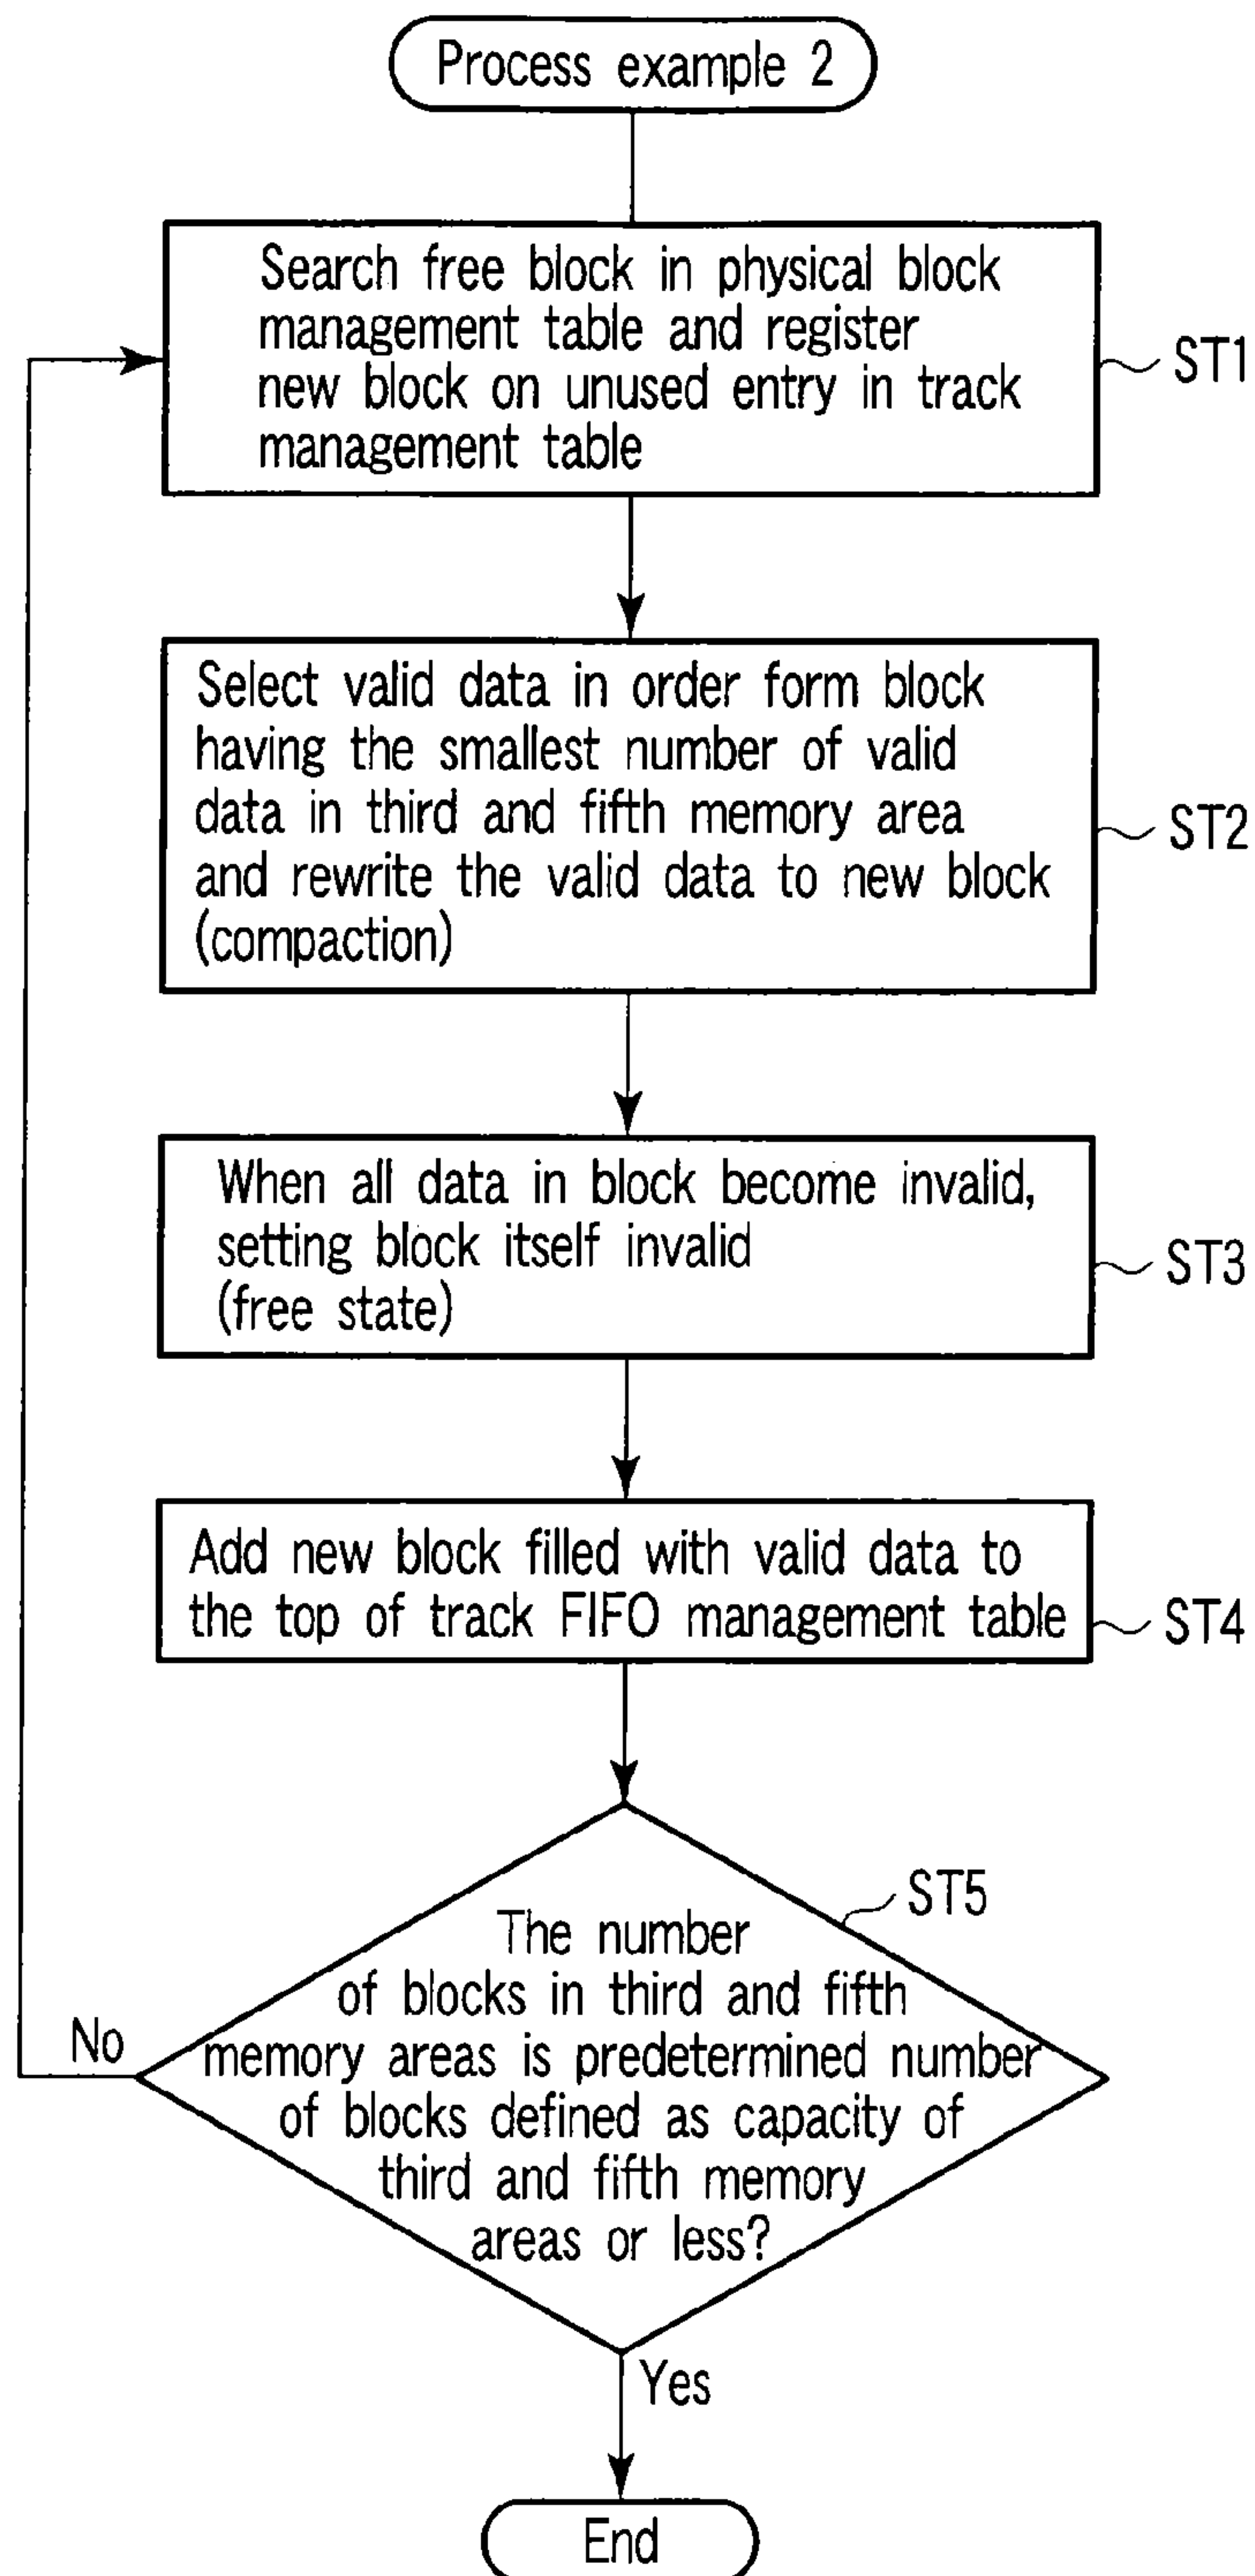 Process example 2
Search free block in physical block
management table and register
new block on unused entry in track
management table
ST1
Select valid data in order form block
having the smallest number of valid
data in third and fifth memory area
and rewrite the valid data to new block
(compaction)
ST2
When all data in block become invalid,
setting block itself invalid
(free state)
ST3
Add new block filled with valid data to
the top of track FIFO management table
ST4
ST5
The number
of blocks in third and fifth
memory areas is predetermined number
of blocks defined as capacity of
third and fifth memory
areas or less?
No
Yes
End